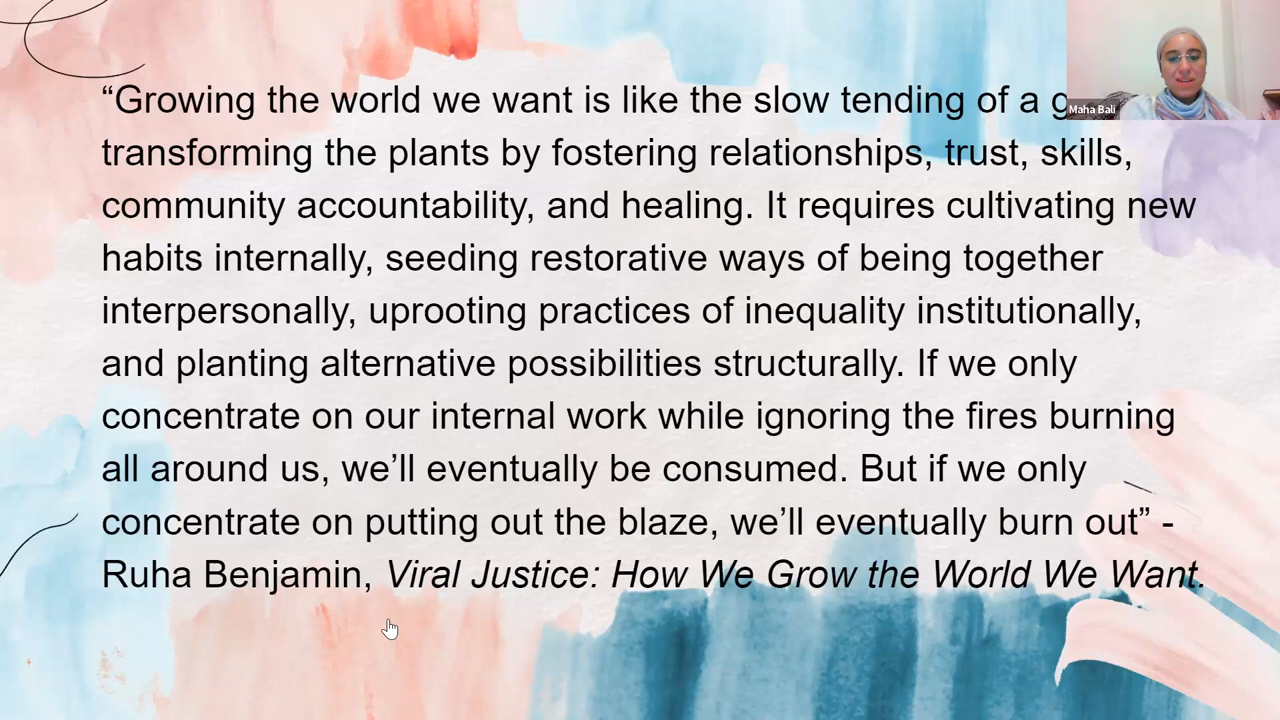 “Growing the world we want is like the slow tending of a
transforming the plants by fostering relationships, trust, skills,
community accountability, and healing. It requires cultivating new
habits internally, seeding restorative ways of being together
interpersonally, uprooting practices of inequality institutionally,
and planting alternative possibilities structurally. If we only
concentrate on our internal work while ignoring the fires burning
all around us, we’ll eventually be consumed. But if we only
concentrate on putting out the blaze, we’ll eventually burn out” -
Ruha Benjamin, Viral Justice: How We Grow the World We Want.
Maha Bali